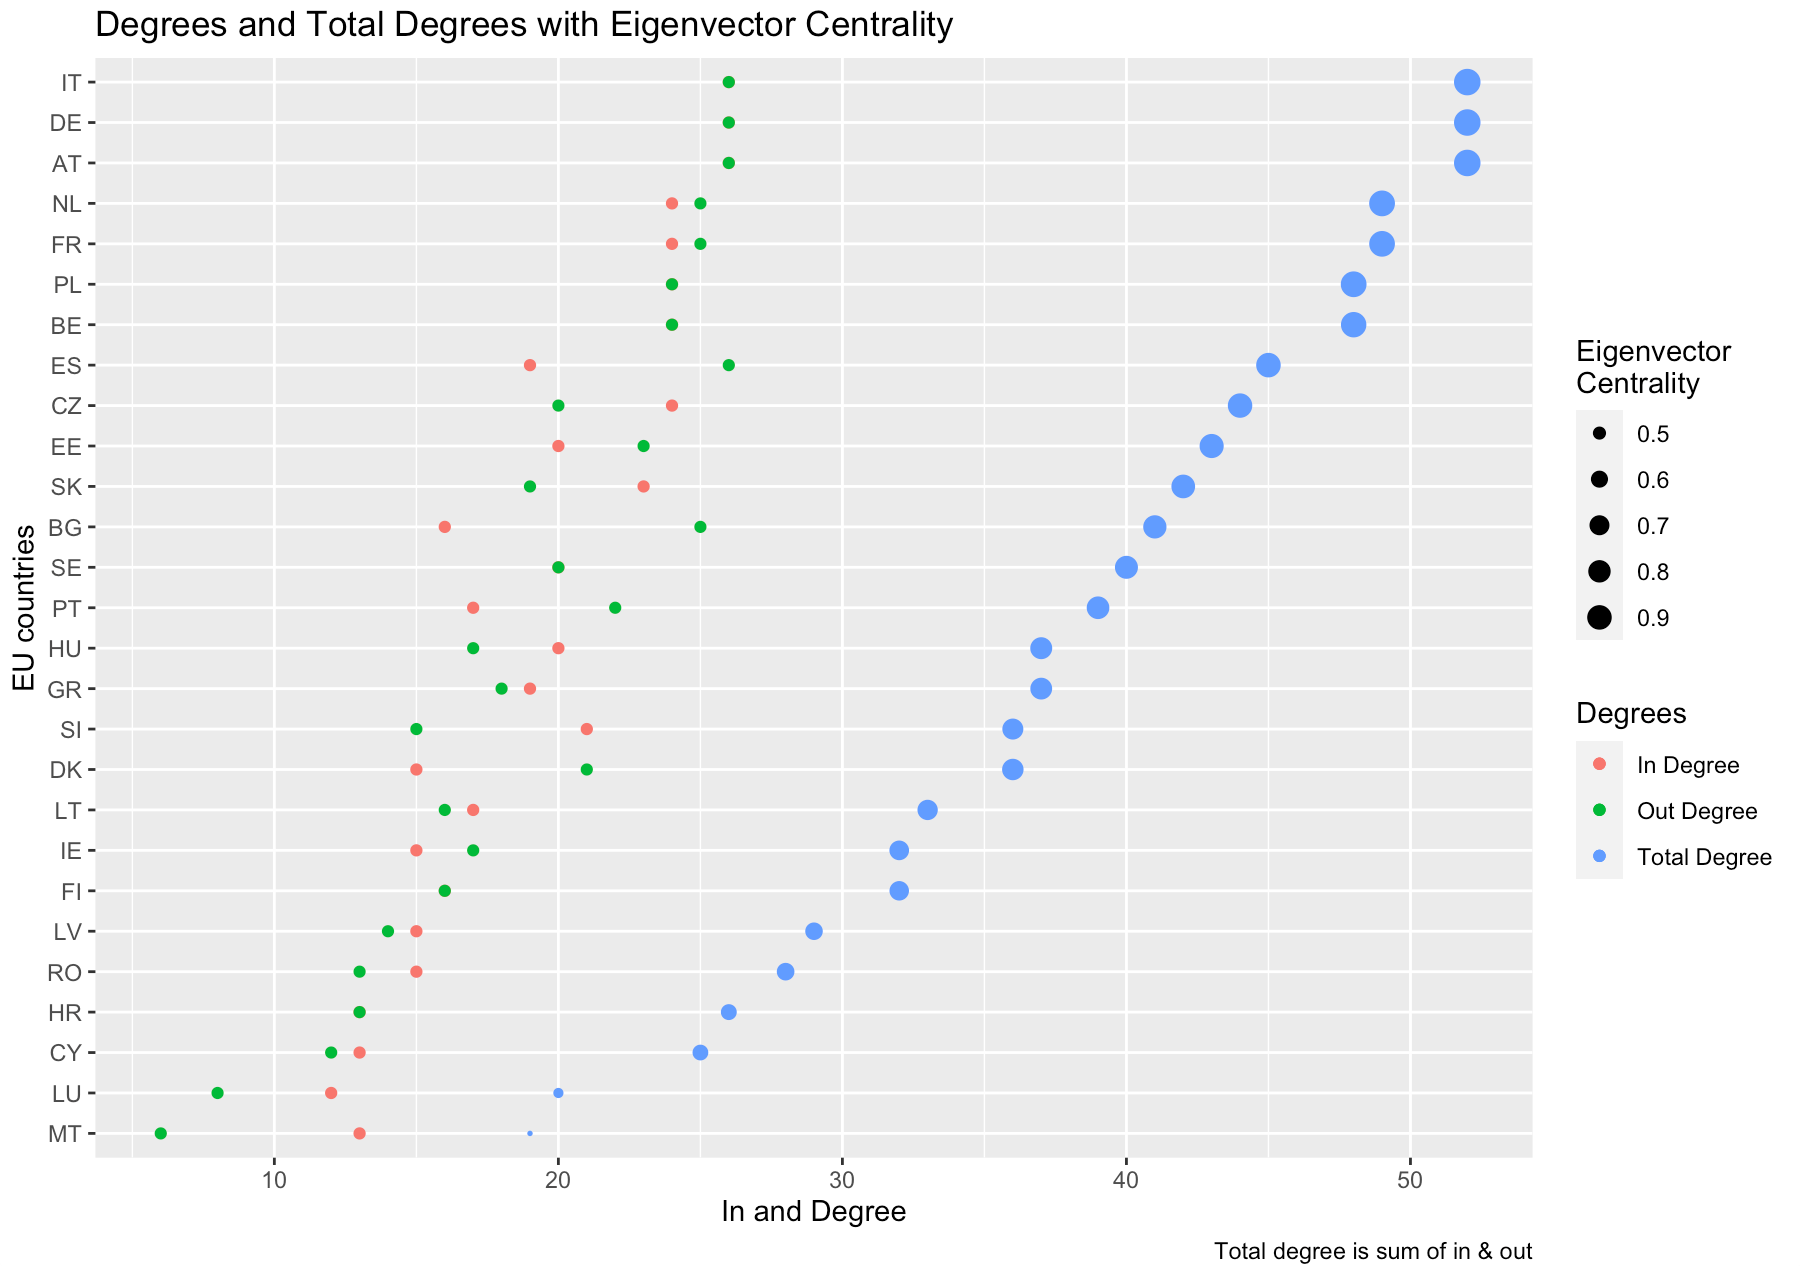 Degrees and Total Degrees with Eigenvector Centrality
IT
DE
AT
NL
FR
PL
BE
ES
CZ
EE
SK
BG
SE
PT
HU
GR
SI
DK
LT
IE
FI
LV
RO
HR
CY
LU
MT
EU countries
10 20 30 40 50
In and Degree
Total degree is sum of in & out
Eigenvector
Centrality
0.5
0.6
0.7
0.8
0.9
Degrees
In Degree
Out Degree
Total Degree